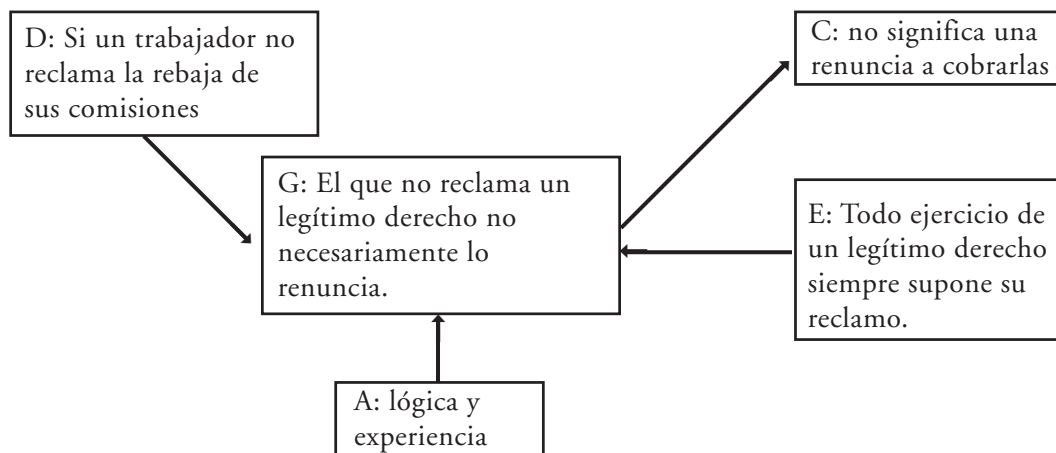 D: Si un trabajador no
reclama la rebaja de
sus comisiones
C: no significa una
renuncia a cobrarlas
G: El que no reclama un
legítimo derecho no
necesariamente lo
renuncia.
E: Todo ejercicio de
un legítimo derecho
siempre supone su
reclamo.
A: lógica y
experiencia